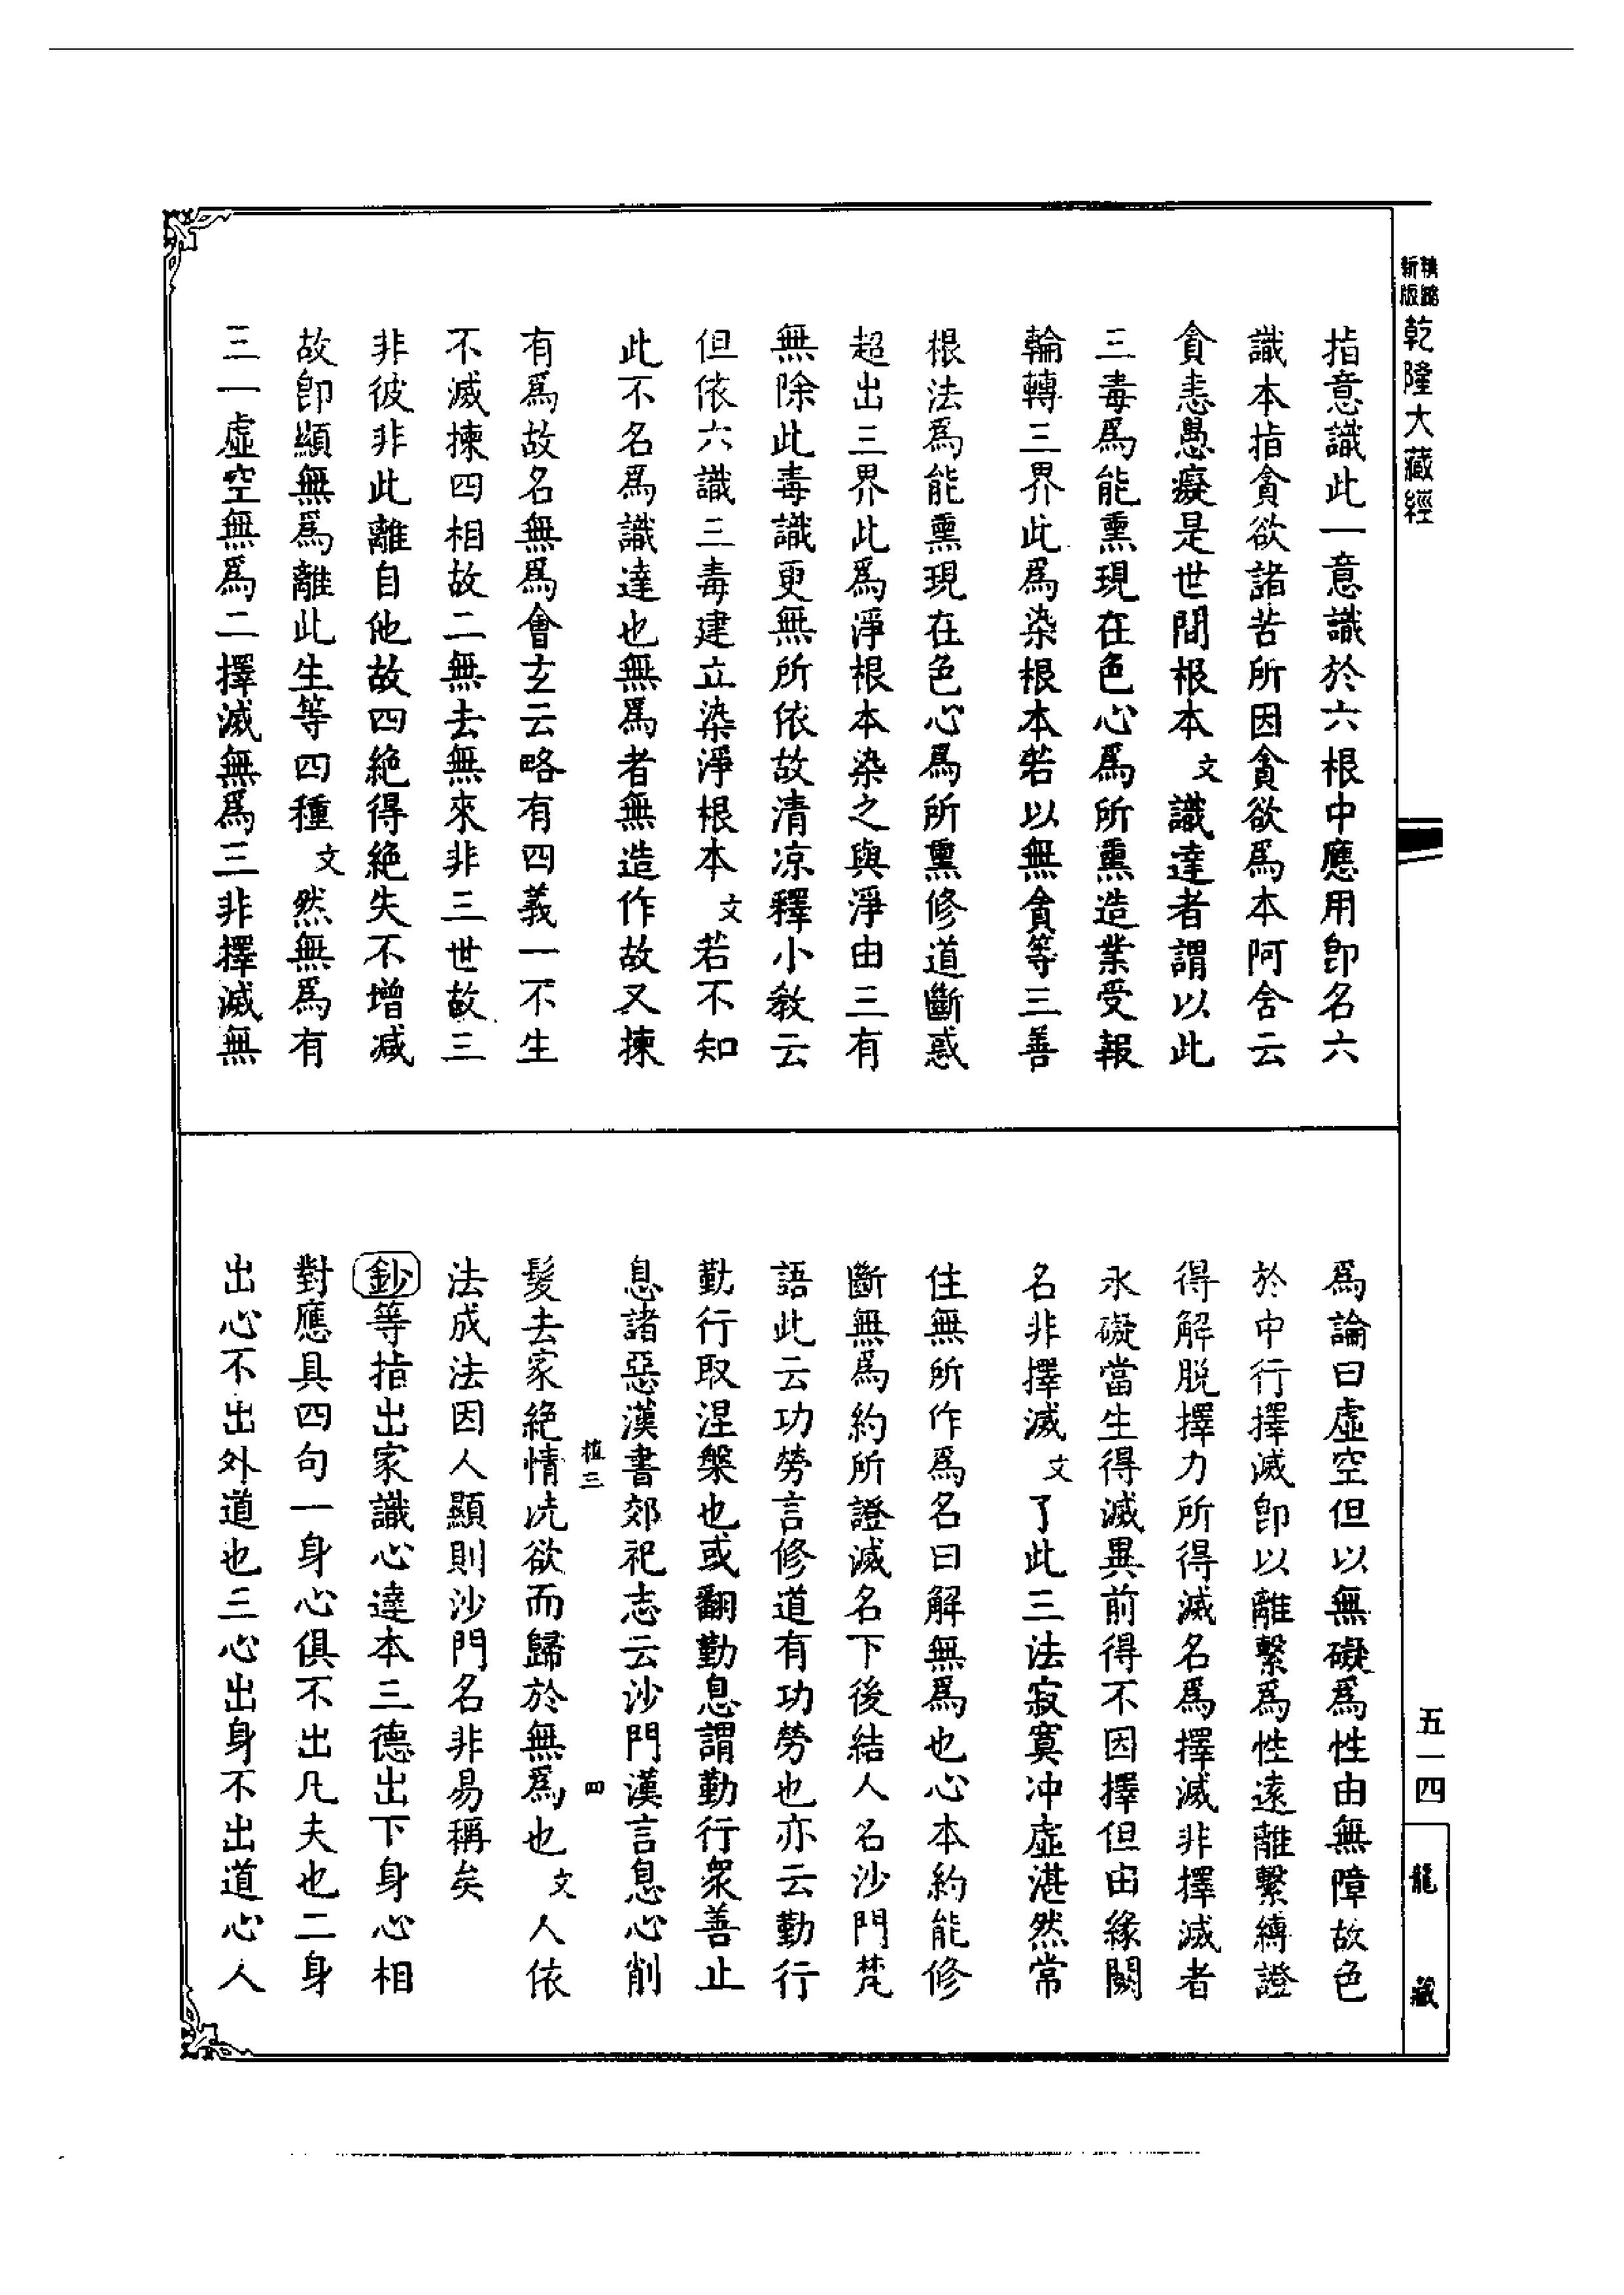 新版
乾隆大藏經
指意識此一意識於六根中應用即名六
識本指貪欲諸苦所因貪欲爲本阿含云
貪恚愚癡是世間根本文識達者謂以此
三毒爲能熏現在色心爲所熏造業受報
輪轉三界此爲染根本若以無貪等三善
根法爲能熏現在色心爲所熏修道斷惑
超出三界此爲淨根本染之與淨由三有
無除此毒識更無所依故清凉釋小教云
但依六識三毒建立染淨根本文若不知
此不名爲識達也無爲者無造作故又揀
有爲故名無爲會玄云略有四義一不生
不滅揀四相故二無去無來非三世故三
非彼非此離自他故四絶得絶失不增減
故即顯無爲離此生等四種文然無爲有
三一虛空無爲二擇滅無爲三非擇滅無
爲論曰虛空但以無礙爲性由無障故色
於中行擇滅即以離繫爲性遠離繫縛證
得解脫擇力所得滅名爲擇滅非擇滅者
永礙當生得滅異前得不因擇但由緣闕
名非擇滅文了此三法寂寞冲虛湛然常
住無所作爲名曰解無爲也心本約能修
斷無爲約所證滅名下後結人名沙門梵
語此云功勞言修道有功勞也亦云勤行
勤行取涅槃也或翻勤息謂勤行衆善止
息諸惡漢書郊祀志云沙門漢言息心削
植三
四
髮去家絶情洗欲而歸於無爲也文人依
法成法因人顯則沙門名非易稱矣
鈔等指出家識心達本三德出下身心相
對應具四句一身心俱不出凡夫也二身
出心不出外道也三心出身不出道心人
五一四
龍藏